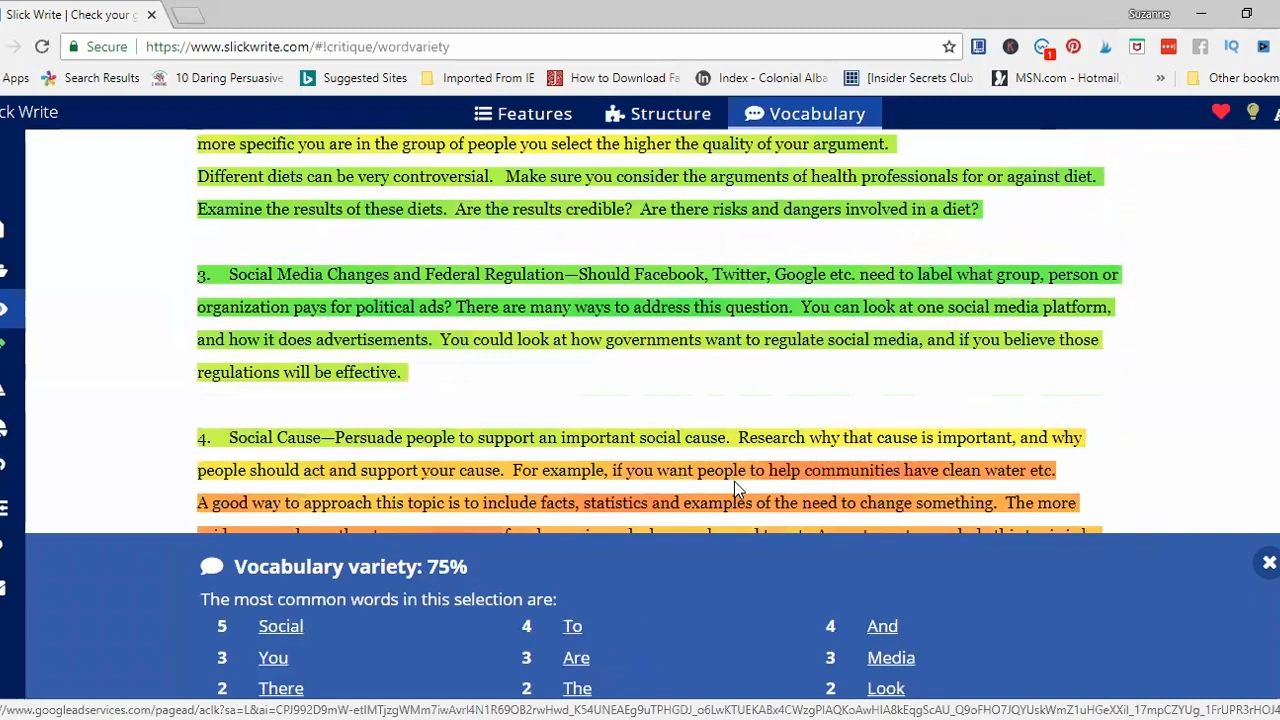 Slick Write | Check your g
Suzanne
Secure https://www.slickwrite.com/#!critique/wordvariety
Apps Search Results 10 Daring Persuasive Suggested Sites Imported From IE How to Download Fa Index - Colonial Alba [Insider Secrets Club MSN.com - Hotmail, » Other bookm
ck Write Features Structure Vocabulary
more specific you are in the group of people you select the higher the quality of your argument.
Different diets can be very controversial. Make sure you consider the arguments of health professionals for or against diet.
Examine the results of these diets. Are the results credible? Are there risks and dangers involved in a diet?
3. Social Media Changes and Federal Regulation—Should Facebook, Twitter, Google etc. need to label what group, person or
organization pays for political ads? There are many ways to address this question. You can look at one social media platform,
and how it does advertisements. You could look at how governments want to regulate social media, and if you believe those
regulations will be effective.
4. Social Cause—Persuade people to support an important social cause. Research why that cause is important, and why
people should act and support your cause. For example, if you want people to help communities have clean water etc.
A good way to approach this topic is to include facts, statistics and examples of the need to change something. The more
Vocabulary variety: 75%
The most common words in this selection are:
5 Social 4 To 4 And
3 You 3 Are 3 Media
2 There 2 The 2 Look